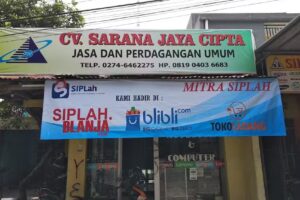 CV. SARANA JAYA CIPTA
JASA DAN PERDAGANGAN UMUM
TELP. 0274-6462275 HP. 0819 0403 6683
SIPLah
MITRA SIPLAH
KAMI HADIR DI :
SIPLAH.
BLANJA
blibli.com
TOKO
COMPUTER